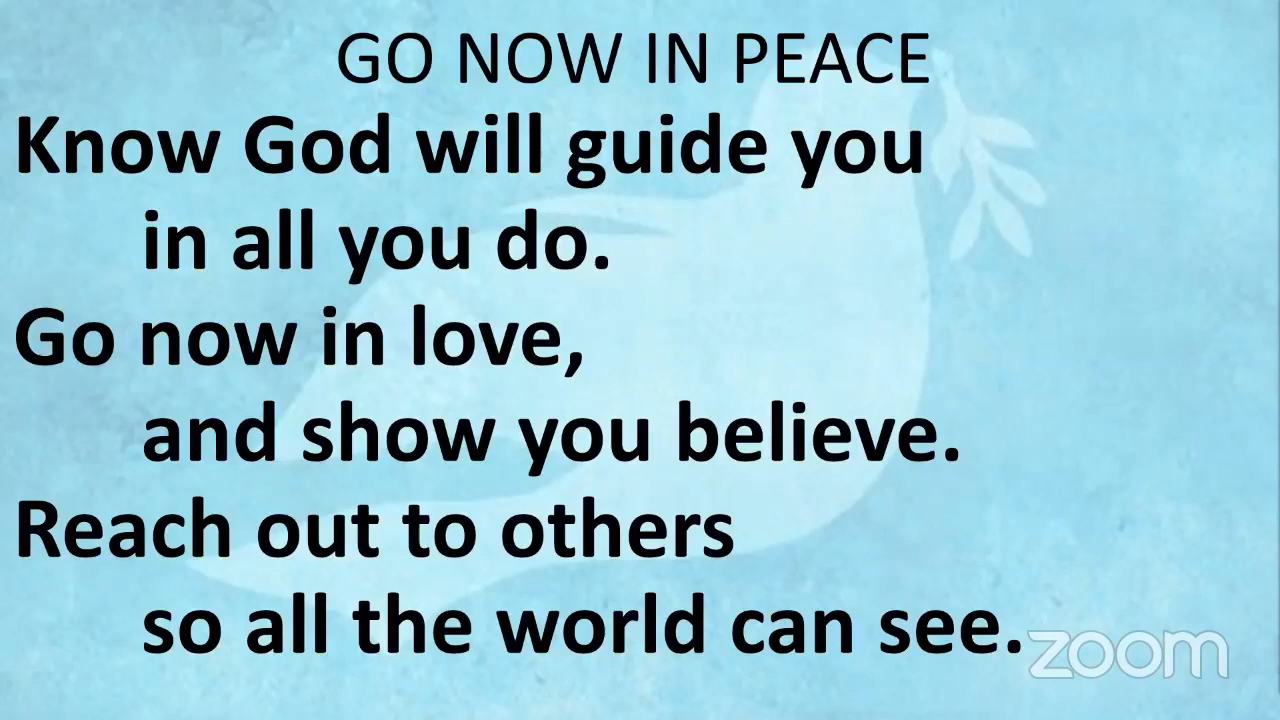 GO NOW IN PEACE
Know God will guide you
in all you do.
Go now in love,
and show you believe.
Reach out to others
so all the world can see.
zoom